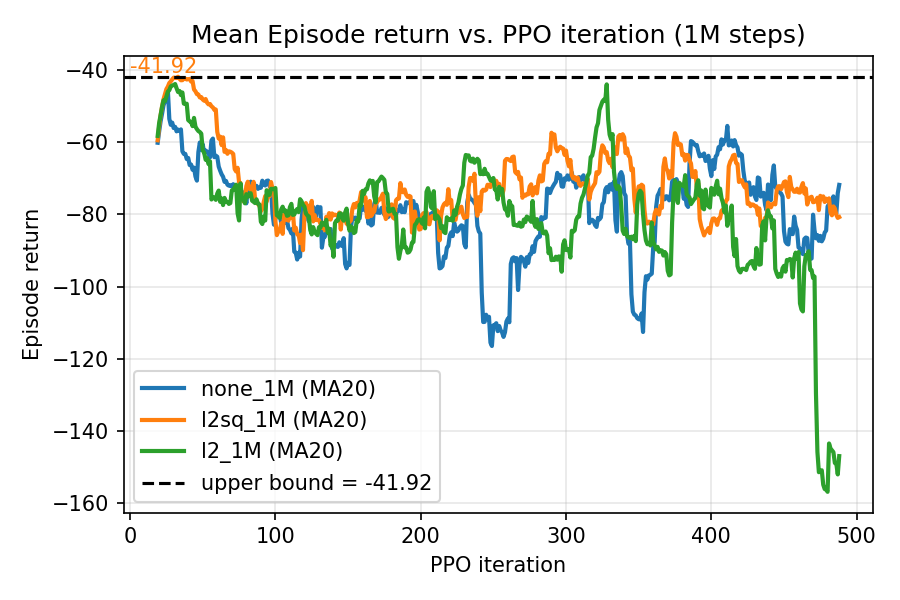 Mean Episode return vs. PPO iteration (1M steps)
-41.92
Episode return
−40
−60
−80
−100
−120
−140
−160
none_1M (MA20)
l2sq_1M (MA20)
l2_1M (MA20)
upper bound = -41.92
0
100
200
300
400
500
PPO iteration